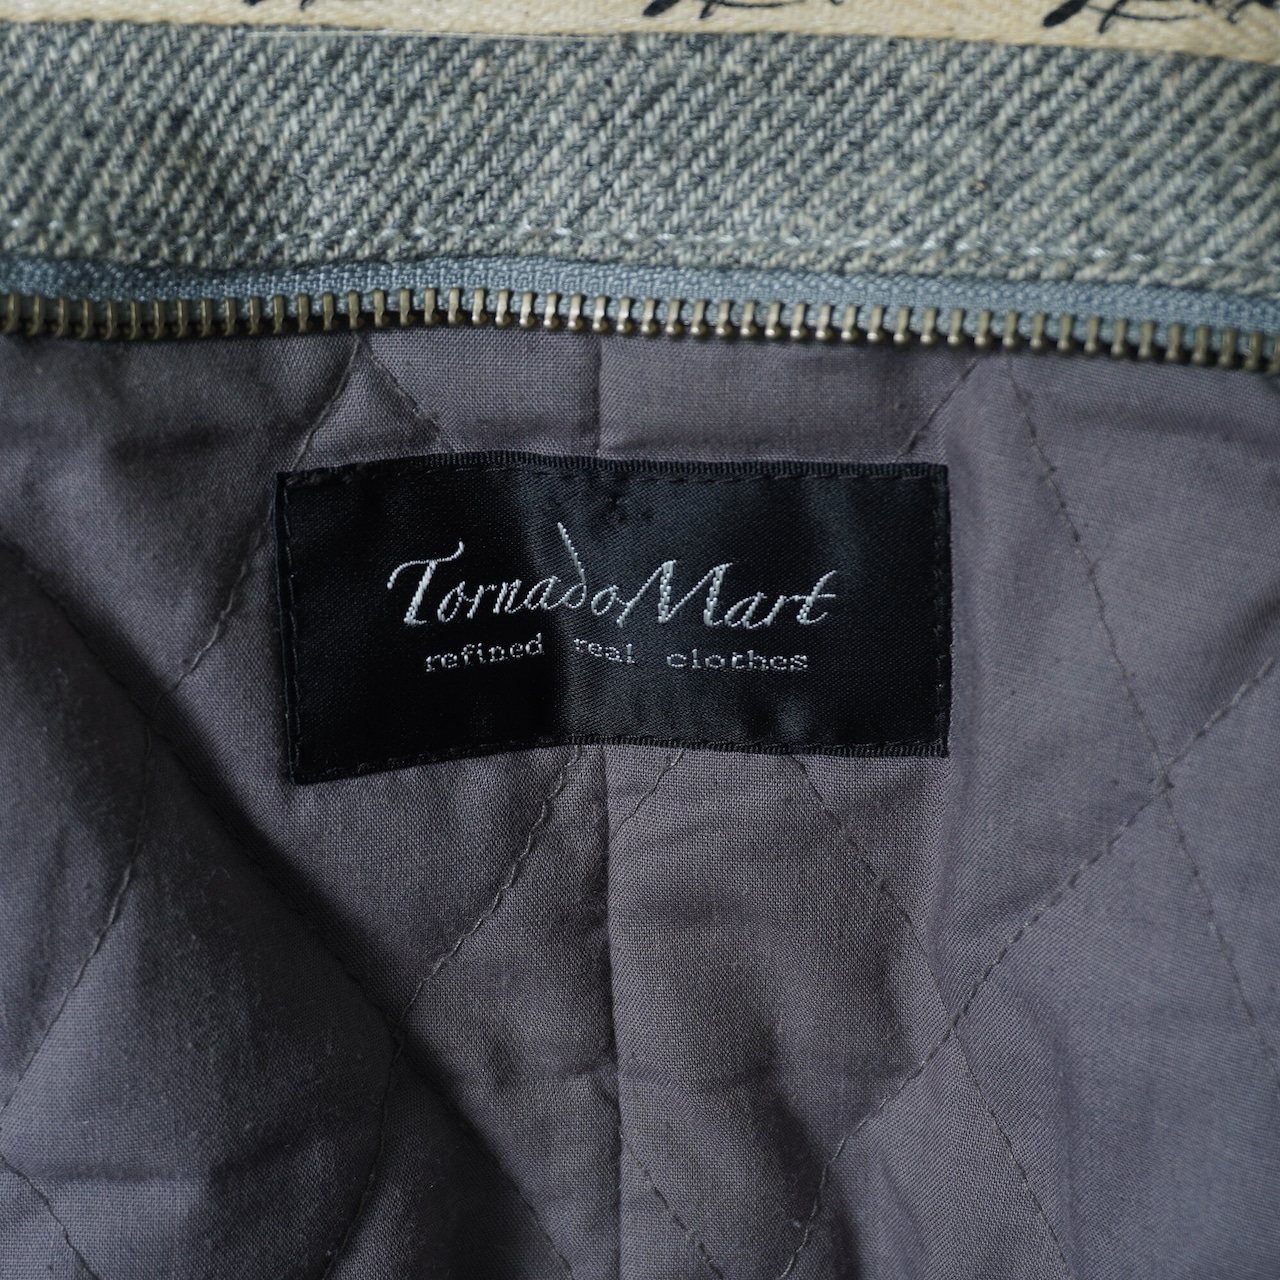 TornadoMart
refined real clothes